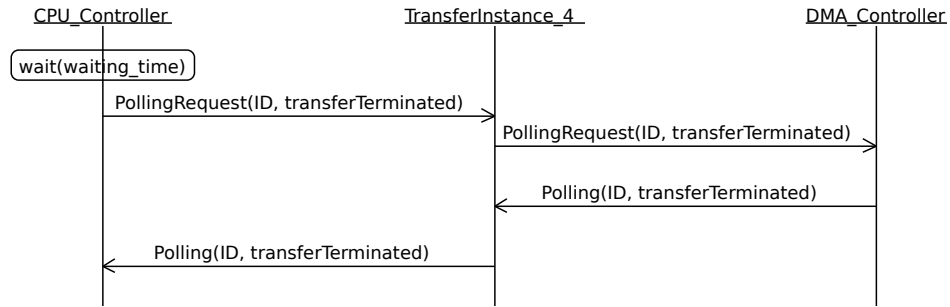 CPU_Controller TransferInstance_4 DMA_Controller
wait(waiting_time)
PollingRequest(ID, transferTerminated)
PollingRequest(ID, transferTerminated)
Polling(ID, transferTerminated)
Polling(ID, transferTerminated)